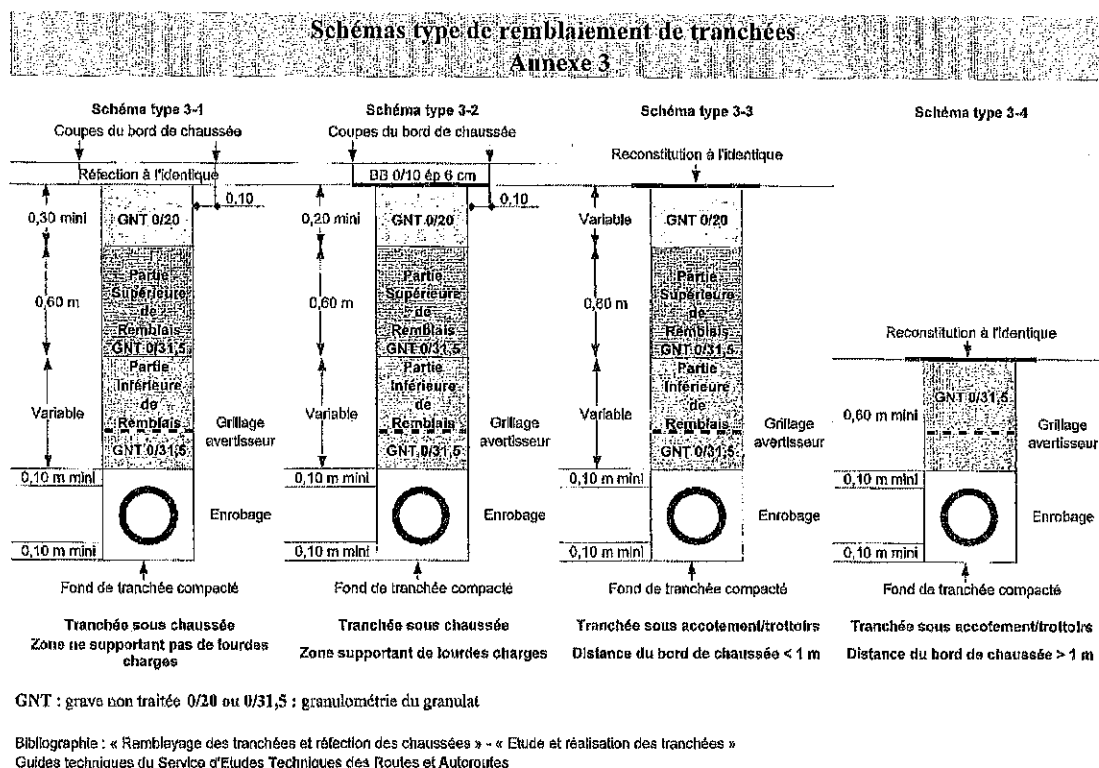 Schémas type de remblaiement de tranchées
Annexe 3
Schéma type 3-1
Coupes du bord de chaussée
Réfection à l'identique
0,10
0,30 mini
GNT 0/20
0,60 m
Partie
Supérieure
de
Remblais
GNT 0/31,5
Variable
Partie
Inférieure
de
Remblais
GNT 0/31,5
Grillage
avertisseur
0,10 m mini
Enrobage
0,10 m mini
Fond de tranchée compacté
Tranchée sous chaussée
Zone ne supportant pas de lourdes
charges
Schéma type 3-2
Coupes du bord de chaussée
BB 0/10 ép 6 cm
0,10
0,20 mini
GNT 0/20
0,60 m
Partie
Supérieure
de
Remblais
GNT 0/31,5
Variable
Partie
Inférieure
de
Remblais
GNT 0/31,5
Grillage
avertisseur
0,10 m mini
Enrobage
0,10 m mini
Fond de tranchée compacté
Tranchée sous chaussée
Zone supportant de lourdes charges
Schéma type 3-3
Reconstitution à l'identique
Variable
GNT 0/20
0,60 m
Partie
Supérieure
de
Remblais
GNT 0/31,5
Variable
Partie
Inférieure
de
Remblais
GNT 0/31,5
Grillage
avertisseur
0,10 m mini
Enrobage
0,10 m mini
Fond de tranchée compacté
Tranchée sous accotement/trottoirs
Distance du bord de chaussée < 1 m
Schéma type 3-4
Reconstitution à l'identique
0,60 m mini
GNT 0/31,5
Grillage
avertisseur
0,10 m mini
Enrobage
0,10 m mini
Fond de tranchée compacté
Tranchée sous accotement/trottoirs
Distance du bord de chaussée > 1 m
GNT : grave non traitée 0/20 ou 0/31,5 : granulométrie du granulat
Bibliographie : « Remblayage des tranchées et réfection des chaussées » - « Etude et réalisation des tranchées »
Guides techniques du Service d'Etudes Techniques des Routes et Autoroutes